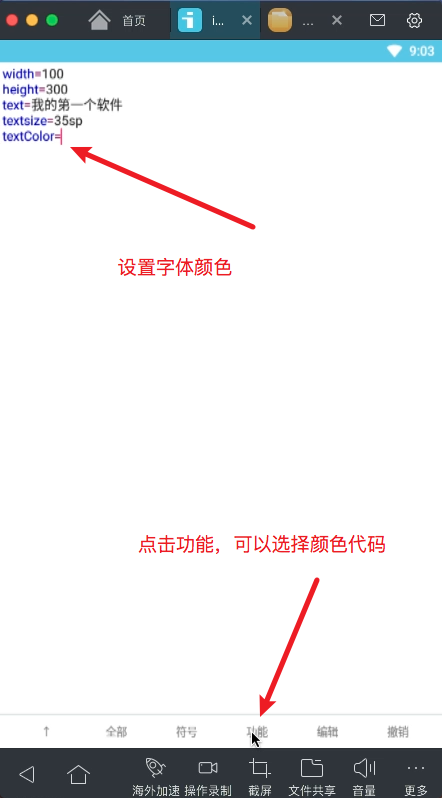 首页
i...
...
9:03
width=100
height=300
text=我的第一个软件
textsize=35sp
textColor=
设置字体颜色
点击功能，可以选择颜色代码
↑ 全部 符号 功能 编辑 撤销
海外加速 操作录制 截屏 文件共享 音量 更多